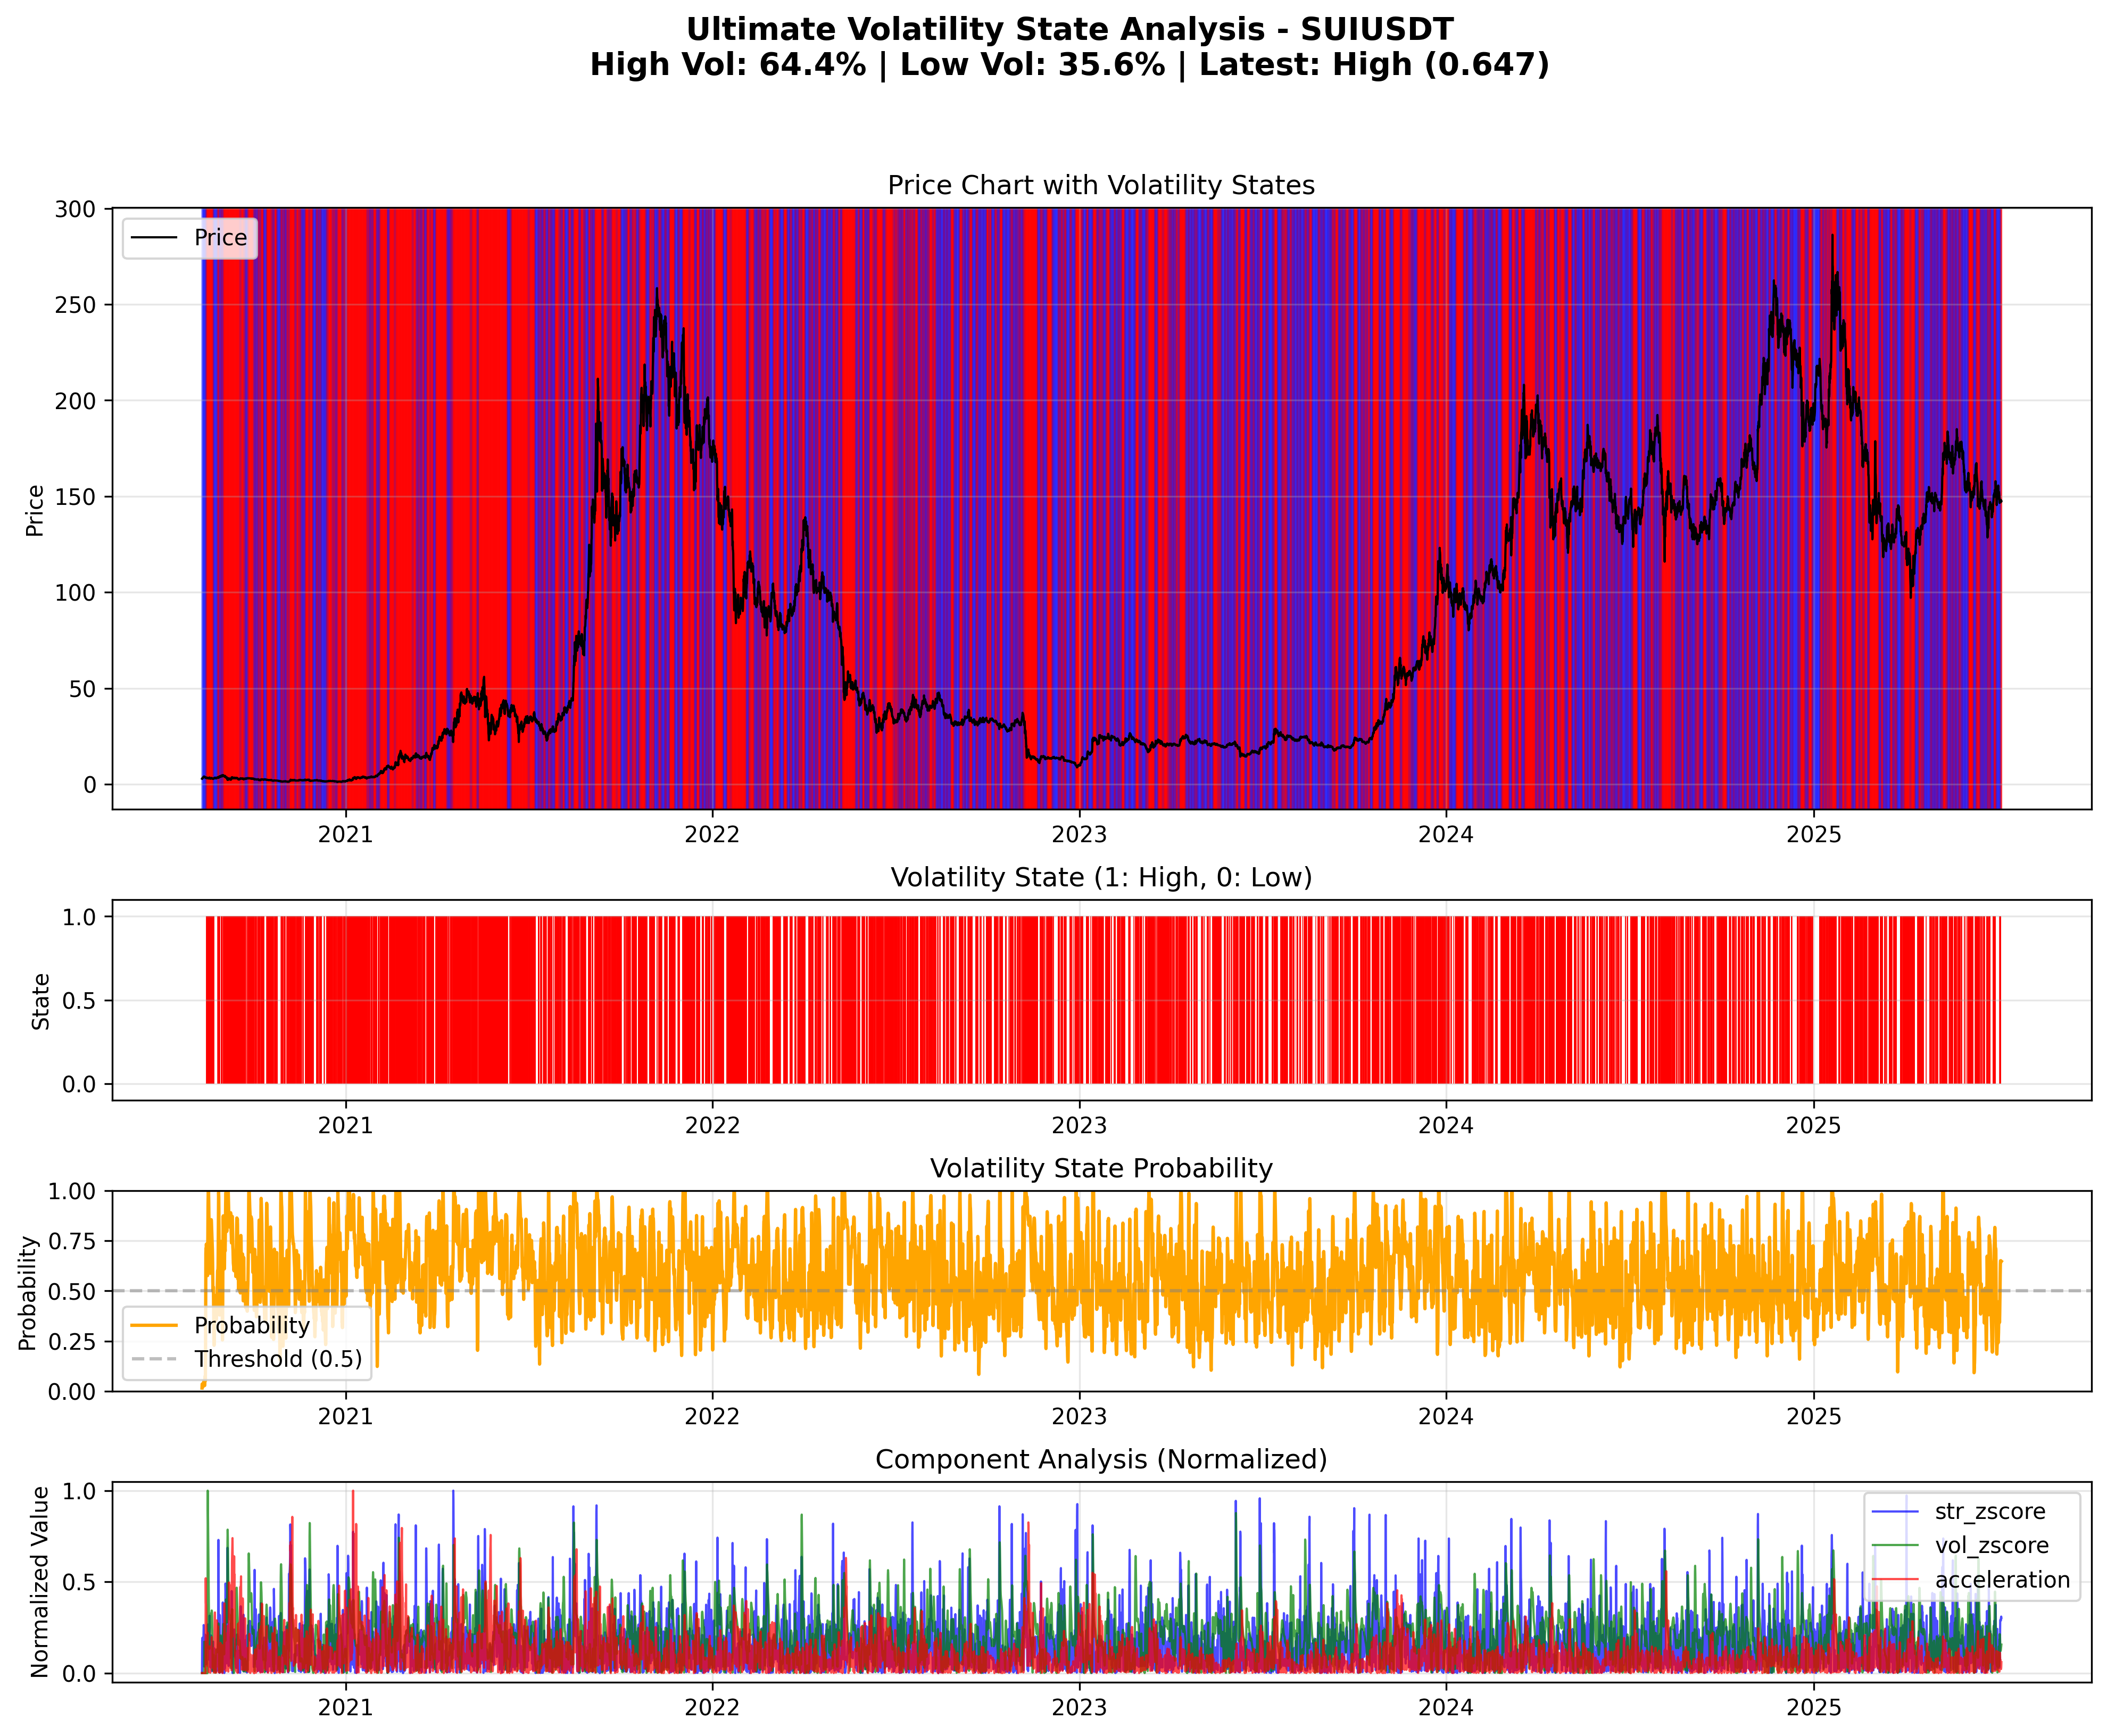 Ultimate Volatility State Analysis - SUIUSDT
High Vol: 64.4% | Low Vol: 35.6% | Latest: High (0.647)
Price Chart with Volatility States
Price
Price
300
250
200
150
100
50
0
2021 2022 2023 2024 2025
Volatility State (1: High, 0: Low)
State
1.0
0.5
0.0
2021 2022 2023 2024 2025
Volatility State Probability
Probability
1.00
0.75
0.50
0.25
0.00
Probability
Threshold (0.5)
2021 2022 2023 2024 2025
Component Analysis (Normalized)
Normalized Value
1.0
0.5
0.0
str_zscore
vol_zscore
acceleration
2021 2022 2023 2024 2025